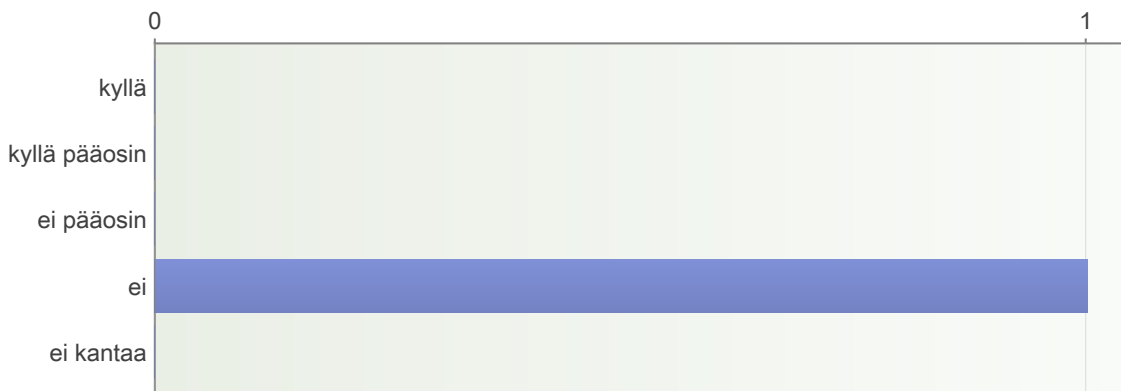 0 1
kyllä
kyllä pääosin
ei pääosin
ei
ei kantaa